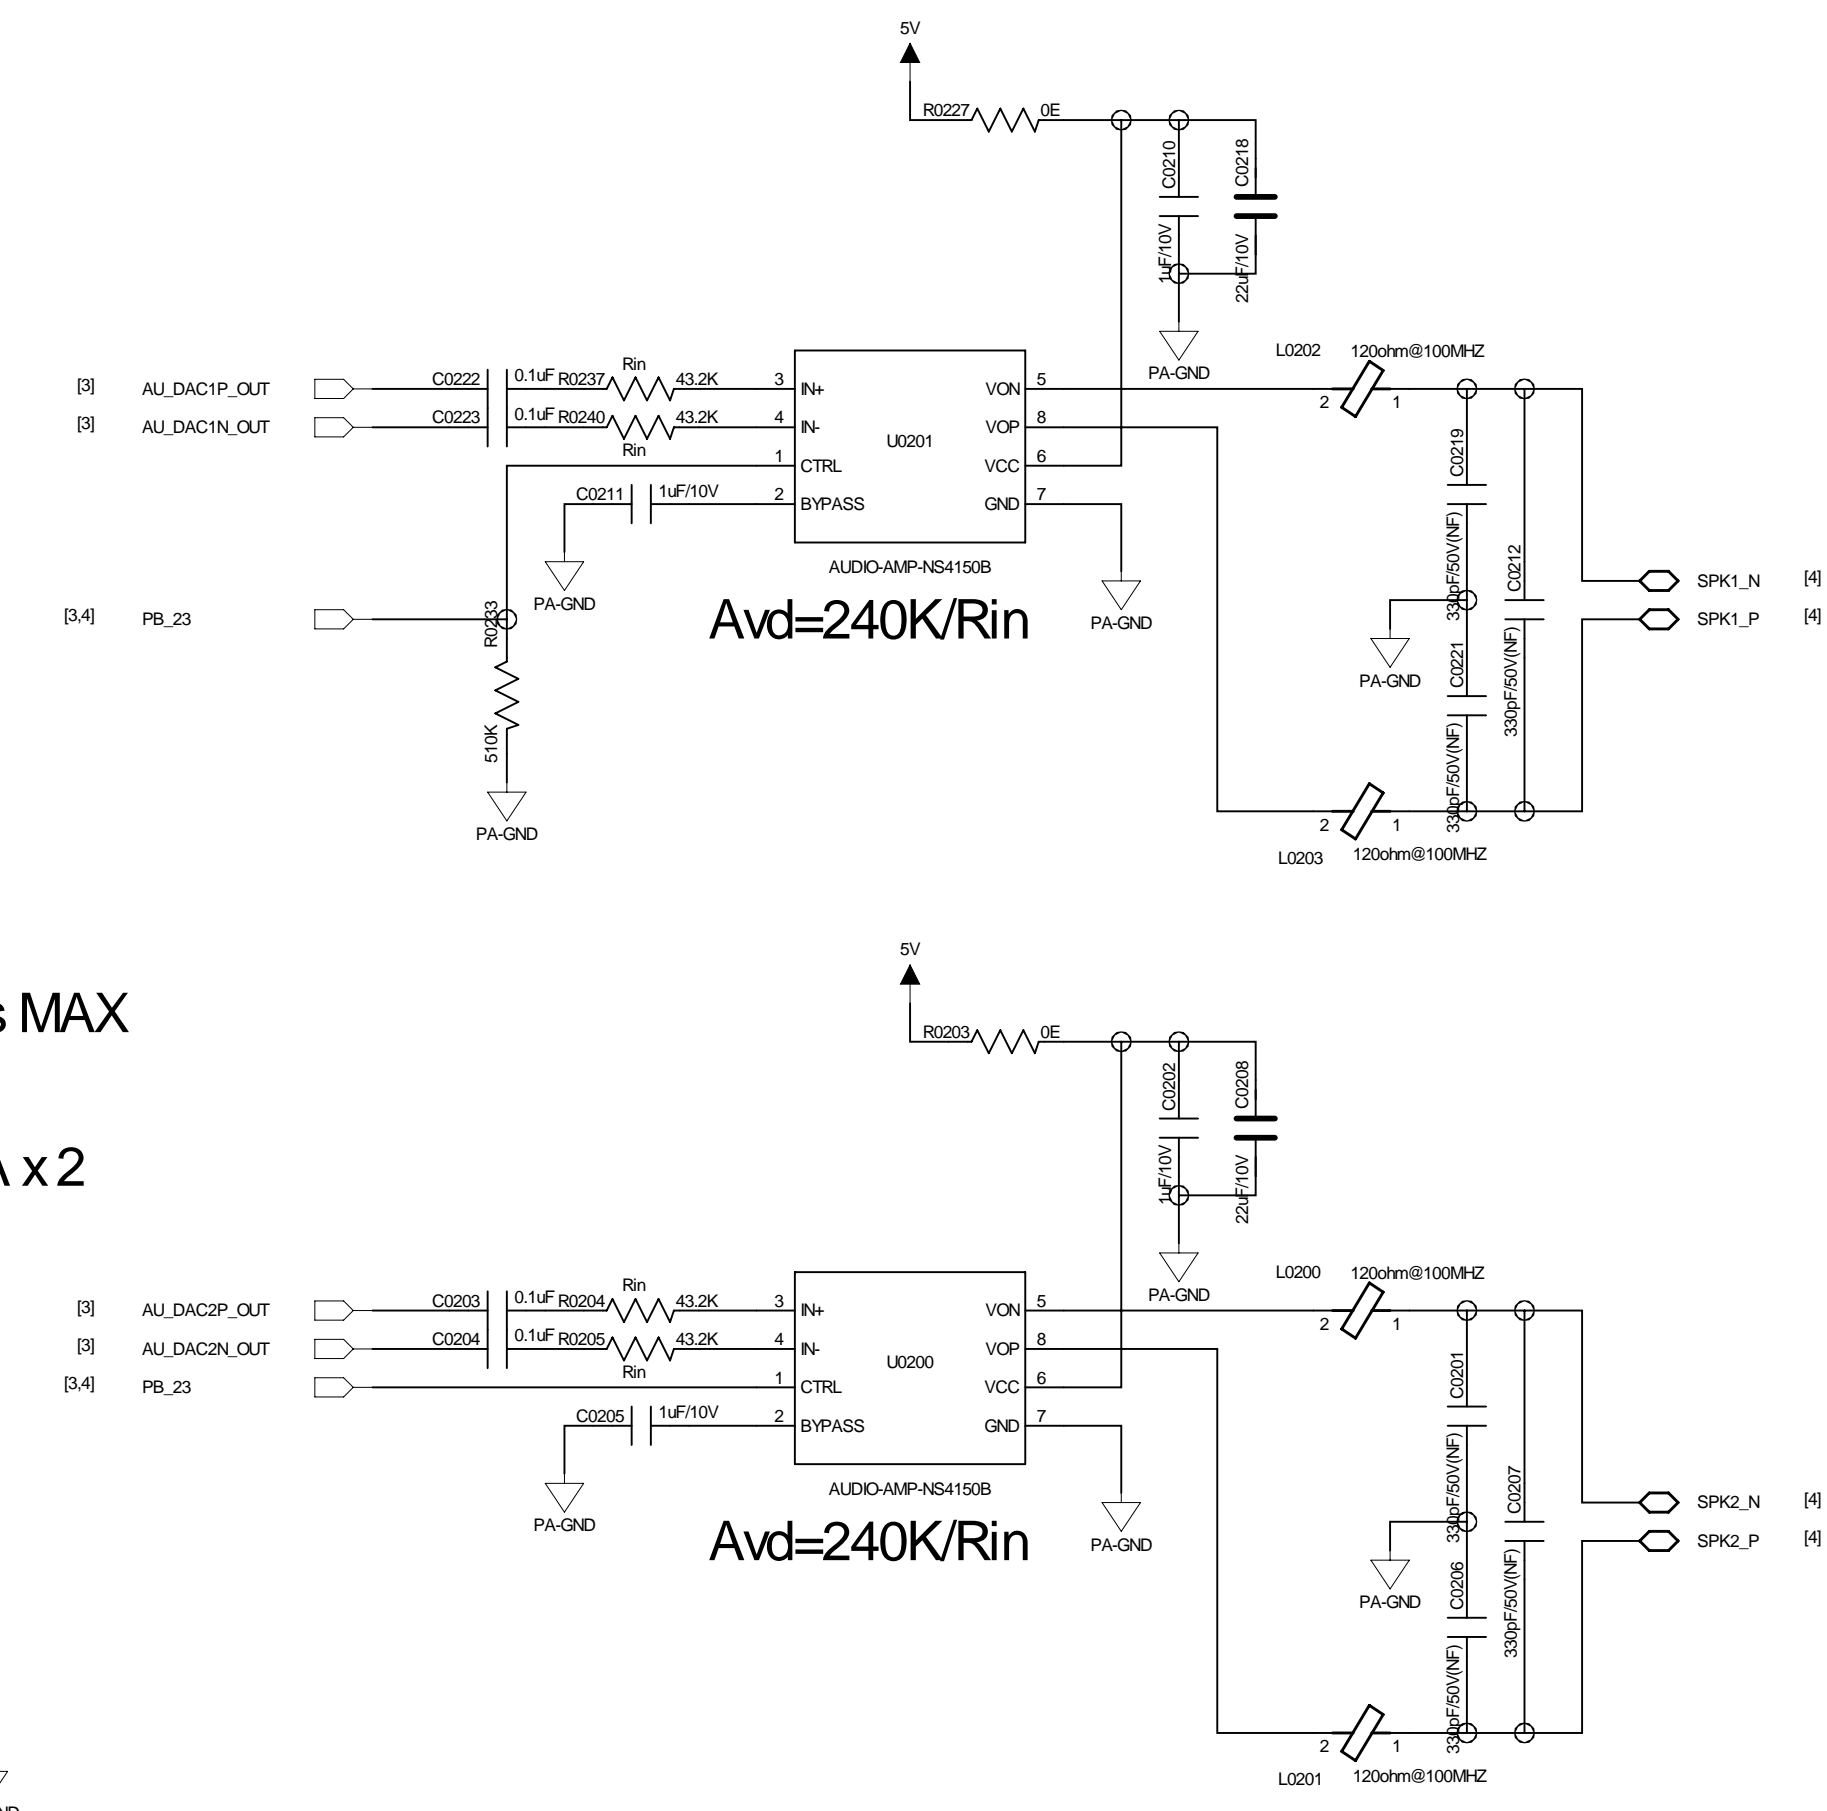 5V
R0227 0E
C0210
C0218
1uF/10V
22uF/10V
PA-GND
L0202 120ohm@100MHZ
2 1
[3] AU_DAC1P_OUT C0222 0.1uF R0237 Rin 43.2K 3 IN+ VON 5
[3] AU_DAC1N_OUT C0223 0.1uF R0240 Rin 43.2K 4 IN- VOP 8
U0201
1 CTRL VCC 6
C0211 1uF/10V 2 BYPASS GND 7
PA-GND
AUDIO-AMP-NS4150B
PA-GND
Avd=240K/Rin
[3,4] PB_23
R0233
510K
PA-GND
C0219
330pF/50V(NF)
C0212
330pF/50V(NF)
PA-GND
C0221
330pF/50V(NF)
SPK1_N [4]
SPK1_P [4]
2 1
L0203 120ohm@100MHZ
s MAX
x 2
5V
R0203 0E
C0202
C0208
1uF/10V
22uF/10V
PA-GND
L0200 120ohm@100MHZ
2 1
[3] AU_DAC2P_OUT C0203 0.1uF R0204 Rin 43.2K 3 IN+ VON 5
[3] AU_DAC2N_OUT C0204 0.1uF R0205 Rin 43.2K 4 IN- VOP 8
U0200
[3,4] PB_23 1 CTRL VCC 6
C0205 1uF/10V 2 BYPASS GND 7
PA-GND
AUDIO-AMP-NS4150B
PA-GND
Avd=240K/Rin
C0201
330pF/50V(NF)
C0207
330pF/50V(NF)
PA-GND
C0206
330pF/50V(NF)
SPK2_N [4]
SPK2_P [4]
2 1
L0201 120ohm@100MHZ